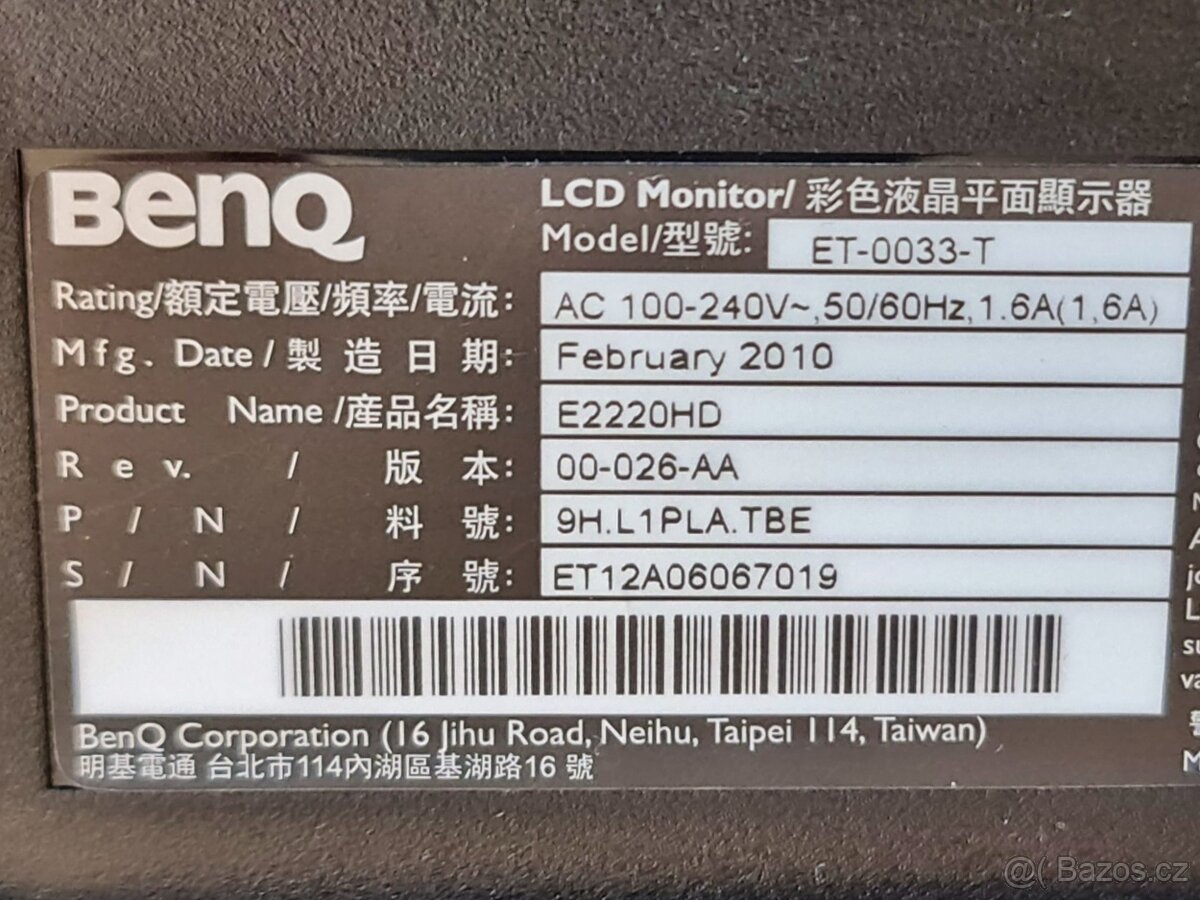 BenQ
LCD Monitor/ 彩色液晶平面顯示器
Model/型號: ET-0033-T
Rating/額定電壓/頻率/電流: AC 100-240V~,50/60Hz,1.6A(1,6A)
Mfg. Date / 製造日期: February 2010
Product Name /產品名稱: E2220HD
Rev. / 版本: 00-026-AA
P / N / 料號: 9H.L1PLA.TBE
S / N / 序號: ET12A06067019
BenQ Corporation (16 Jihu Road, Neihu, Taipei 114, Taiwan)
明基電通 台北市114內湖區基湖路16 號
@( Bazos.cz